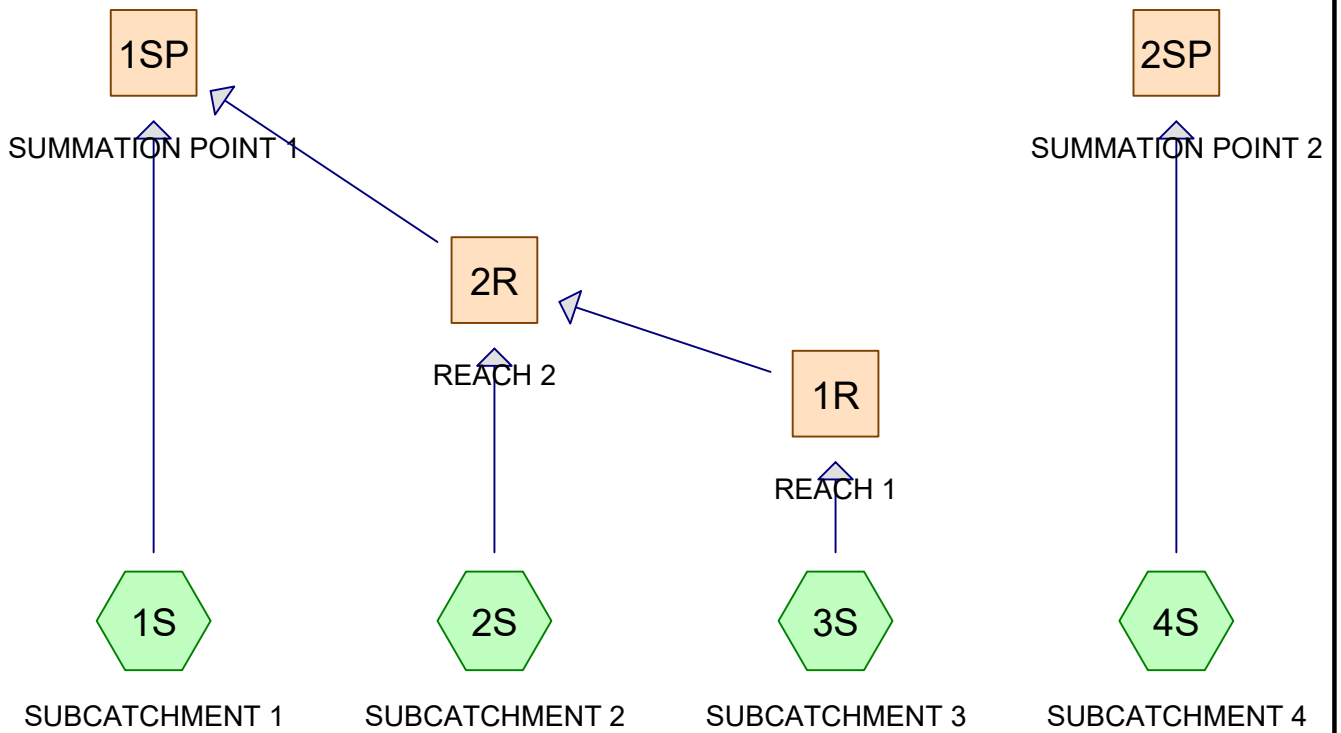 1SP
2SP
SUMMATION POINT 1
SUMMATION POINT 2
2R
REACH 2
1R
REACH 1
1S
2S
3S
4S
SUBCATCHMENT 1
SUBCATCHMENT 2
SUBCATCHMENT 3
SUBCATCHMENT 4